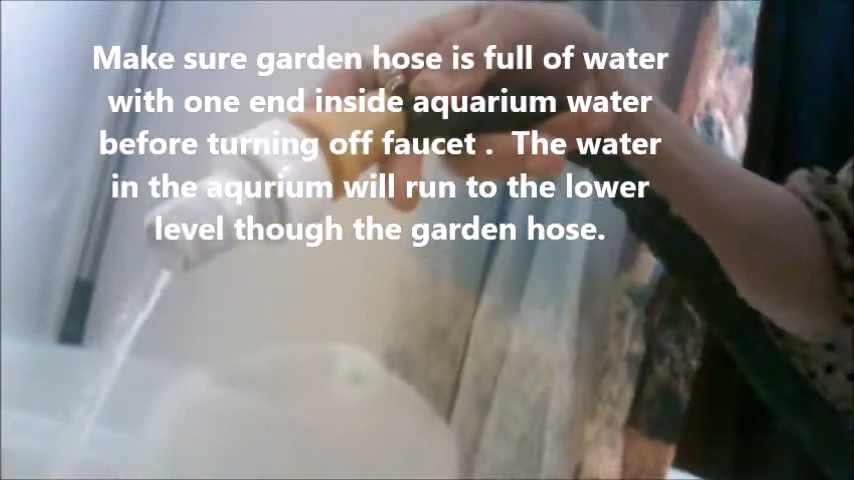 Make sure garden hose is full of water
with one end inside aquarium water
before turning off faucet .  The water
in the aqurium will run to the lower
level though the garden hose.